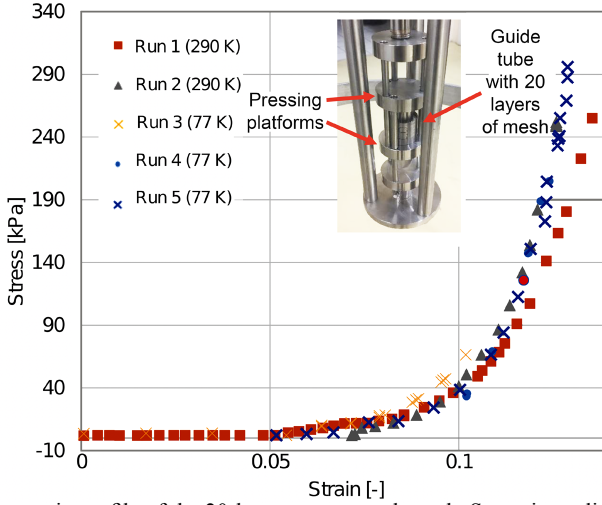 340
290
240
190
140
90
40
-10
Stress [kPa]
Run 1 (290 K)
Run 2 (290 K)
Run 3 (77 K)
Run 4 (77 K)
Run 5 (77 K)
Pressing
platforms
Guide
tube
with 20
layers
of mesh
0
0.05
0.1
Strain [-]